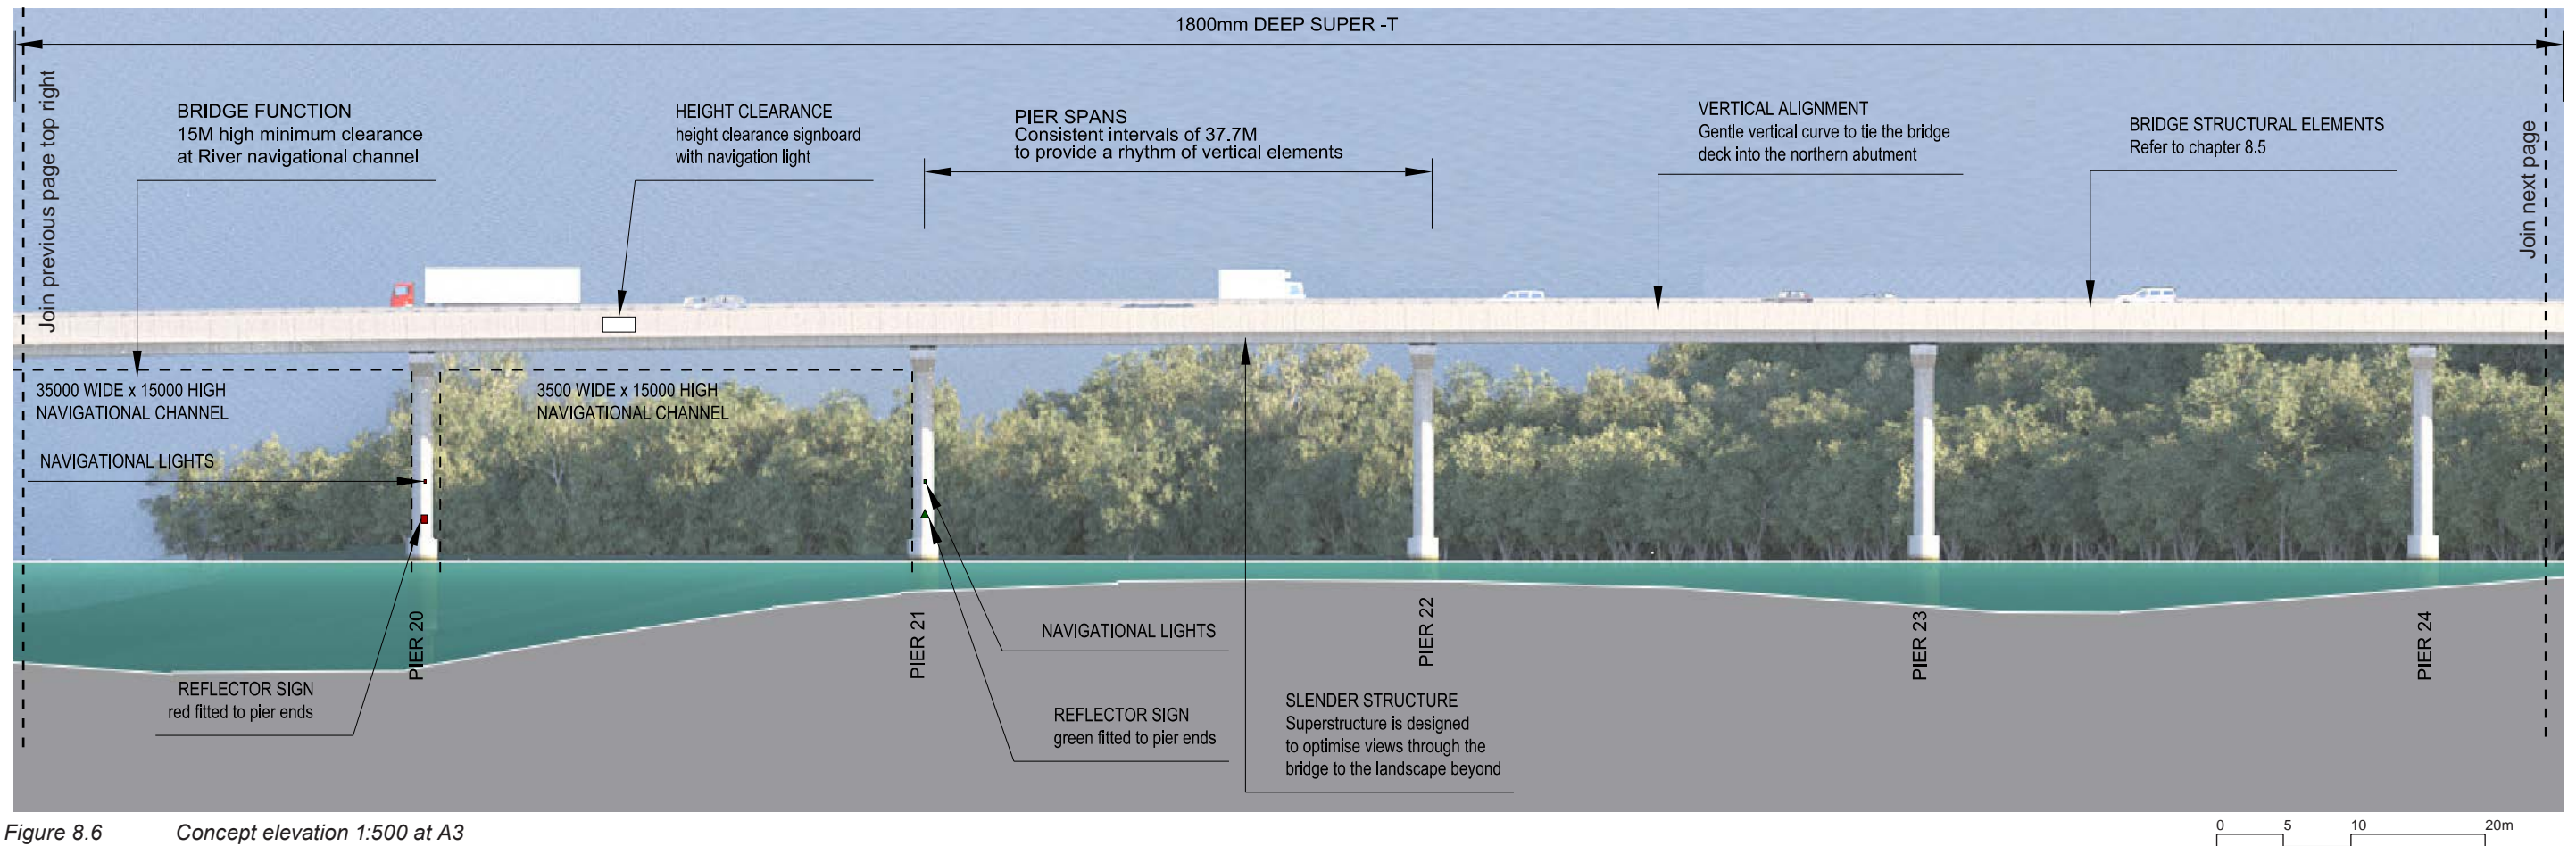 1800mm DEEP SUPER -T
Join previous page top right
BRIDGE FUNCTION
15M high minimum clearance
at River navigational channel
HEIGHT CLEARANCE
height clearance signboard
with navigation light
PIER SPANS
Consistent intervals of 37.7M
to provide a rhythm of vertical elements
VERTICAL ALIGNMENT
Gentle vertical curve to tie the bridge
deck into the northern abutment
BRIDGE STRUCTURAL ELEMENTS
Refer to chapter 8.5
Join next page
35000 WIDE x 15000 HIGH
NAVIGATIONAL CHANNEL
3500 WIDE x 15000 HIGH
NAVIGATIONAL CHANNEL
NAVIGATIONAL LIGHTS
PIER 20
PIER 21
PIER 22
PIER 23
PIER 24
NAVIGATIONAL LIGHTS
REFLECTOR SIGN
red fitted to pier ends
REFLECTOR SIGN
green fitted to pier ends
SLENDER STRUCTURE
Superstructure is designed
to optimise views through the
bridge to the landscape beyond
Figure 8.6 Concept elevation 1:500 at A3
0 5 10 20m